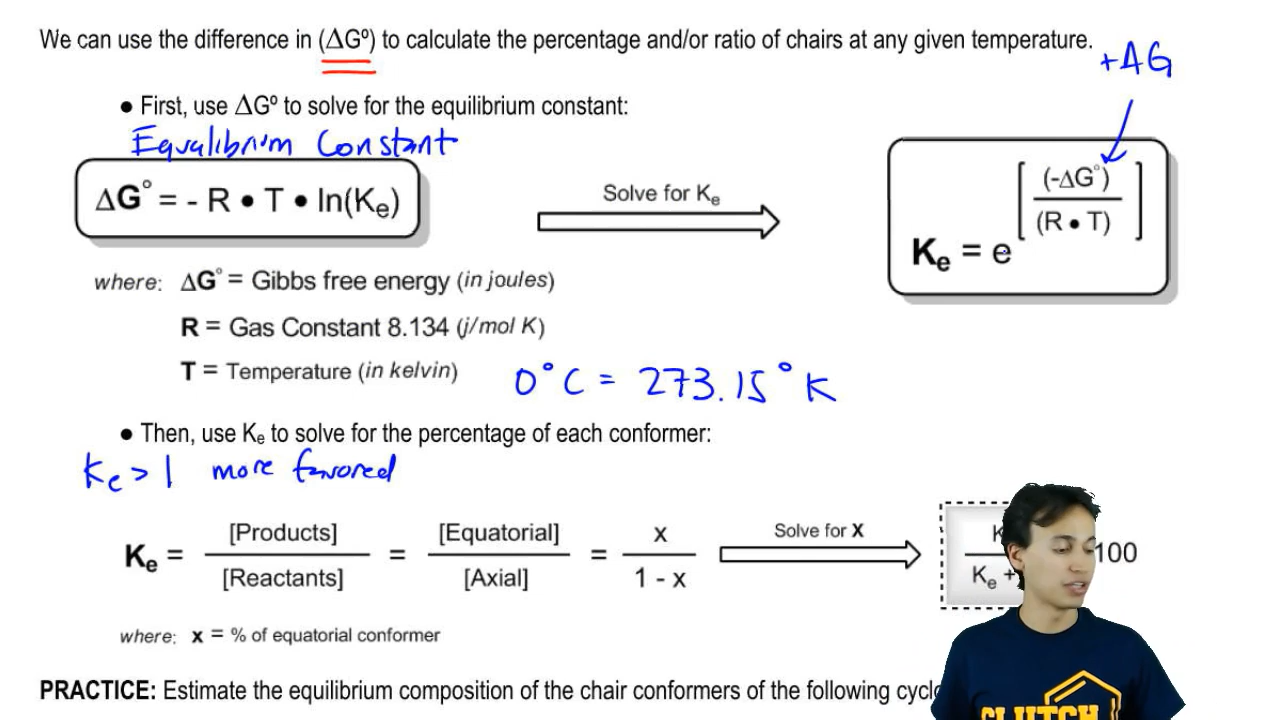 We can use the difference in (ΔGº) to calculate the percentage and/or ratio of chairs at any given temperature.
+ΔG
● First, use ΔGº to solve for the equilibrium constant:
Equalibrium Constant
ΔG° = - R • T • ln(Ke)
Solve for Ke
Ke = e [ (-ΔG°) / (R • T) ]
where: ΔG° = Gibbs free energy (in joules)
R = Gas Constant 8.134 (j/mol K)
T = Temperature (in kelvin)
0°C = 273.15°K
● Then, use Ke to solve for the percentage of each conformer:
Ke > 1 more favored
Ke = [Products] / [Reactants] = [Equatorial] / [Axial] = x / 1 - x
Solve for X
K
Ke +
100
where: x = % of equatorial conformer
PRACTICE: Estimate the equilibrium composition of the chair conformers of the following
CLUTCH